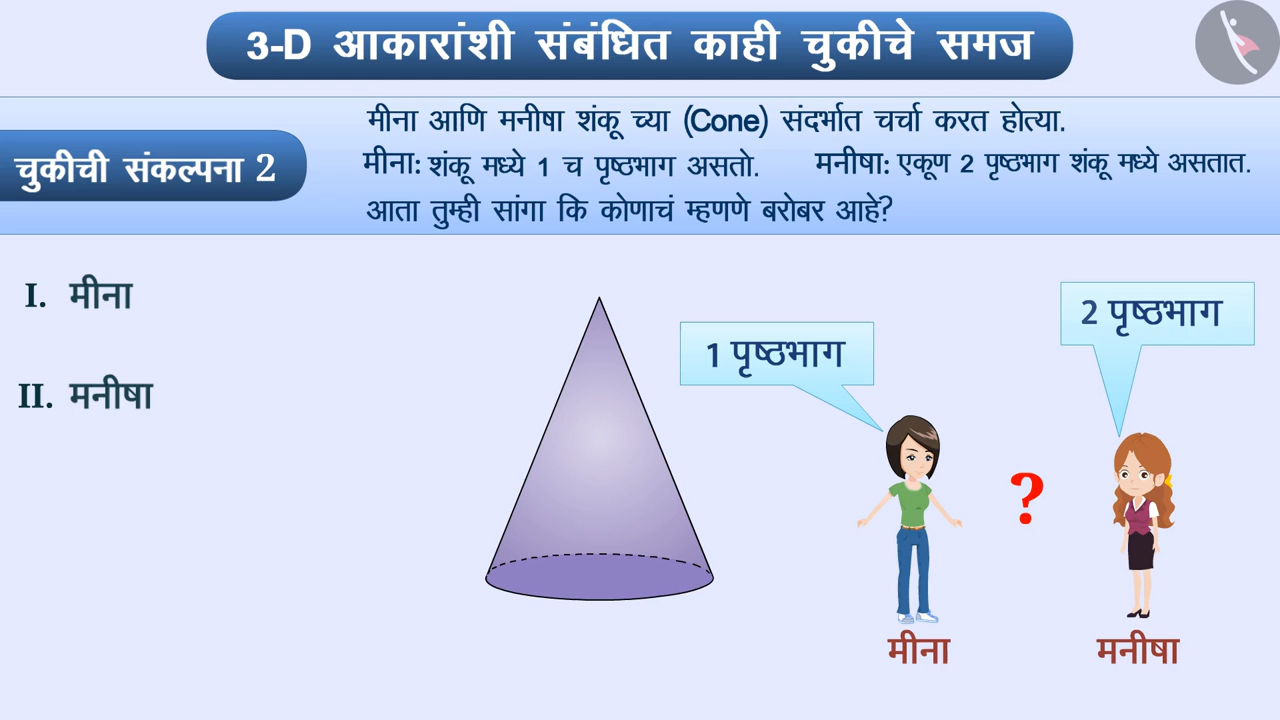 3-D आकारांशी संबंधित काही चुकीचे समज
चुकीची संकल्पना 2
मीना आणि मनीषा शंकू च्या (Cone) संदर्भात चर्चा करत होत्या.
मीना: शंकू मध्ये 1 च पृष्ठभाग असतो. मनीषा: एकूण 2 पृष्ठभाग शंकू मध्ये असतात.
आता तुम्ही सांगा कि कोणाचं म्हणणे बरोबर आहे?
I. मीना
II. मनीषा
1 पृष्ठभाग
2 पृष्ठभाग
?
मीना
मनीषा